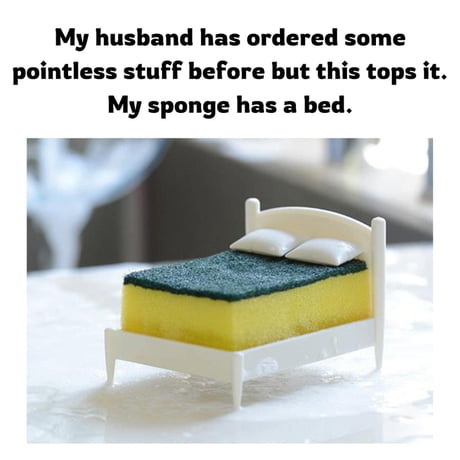 My husband has ordered some
pointless stuff before but this tops it.
My sponge has a bed.